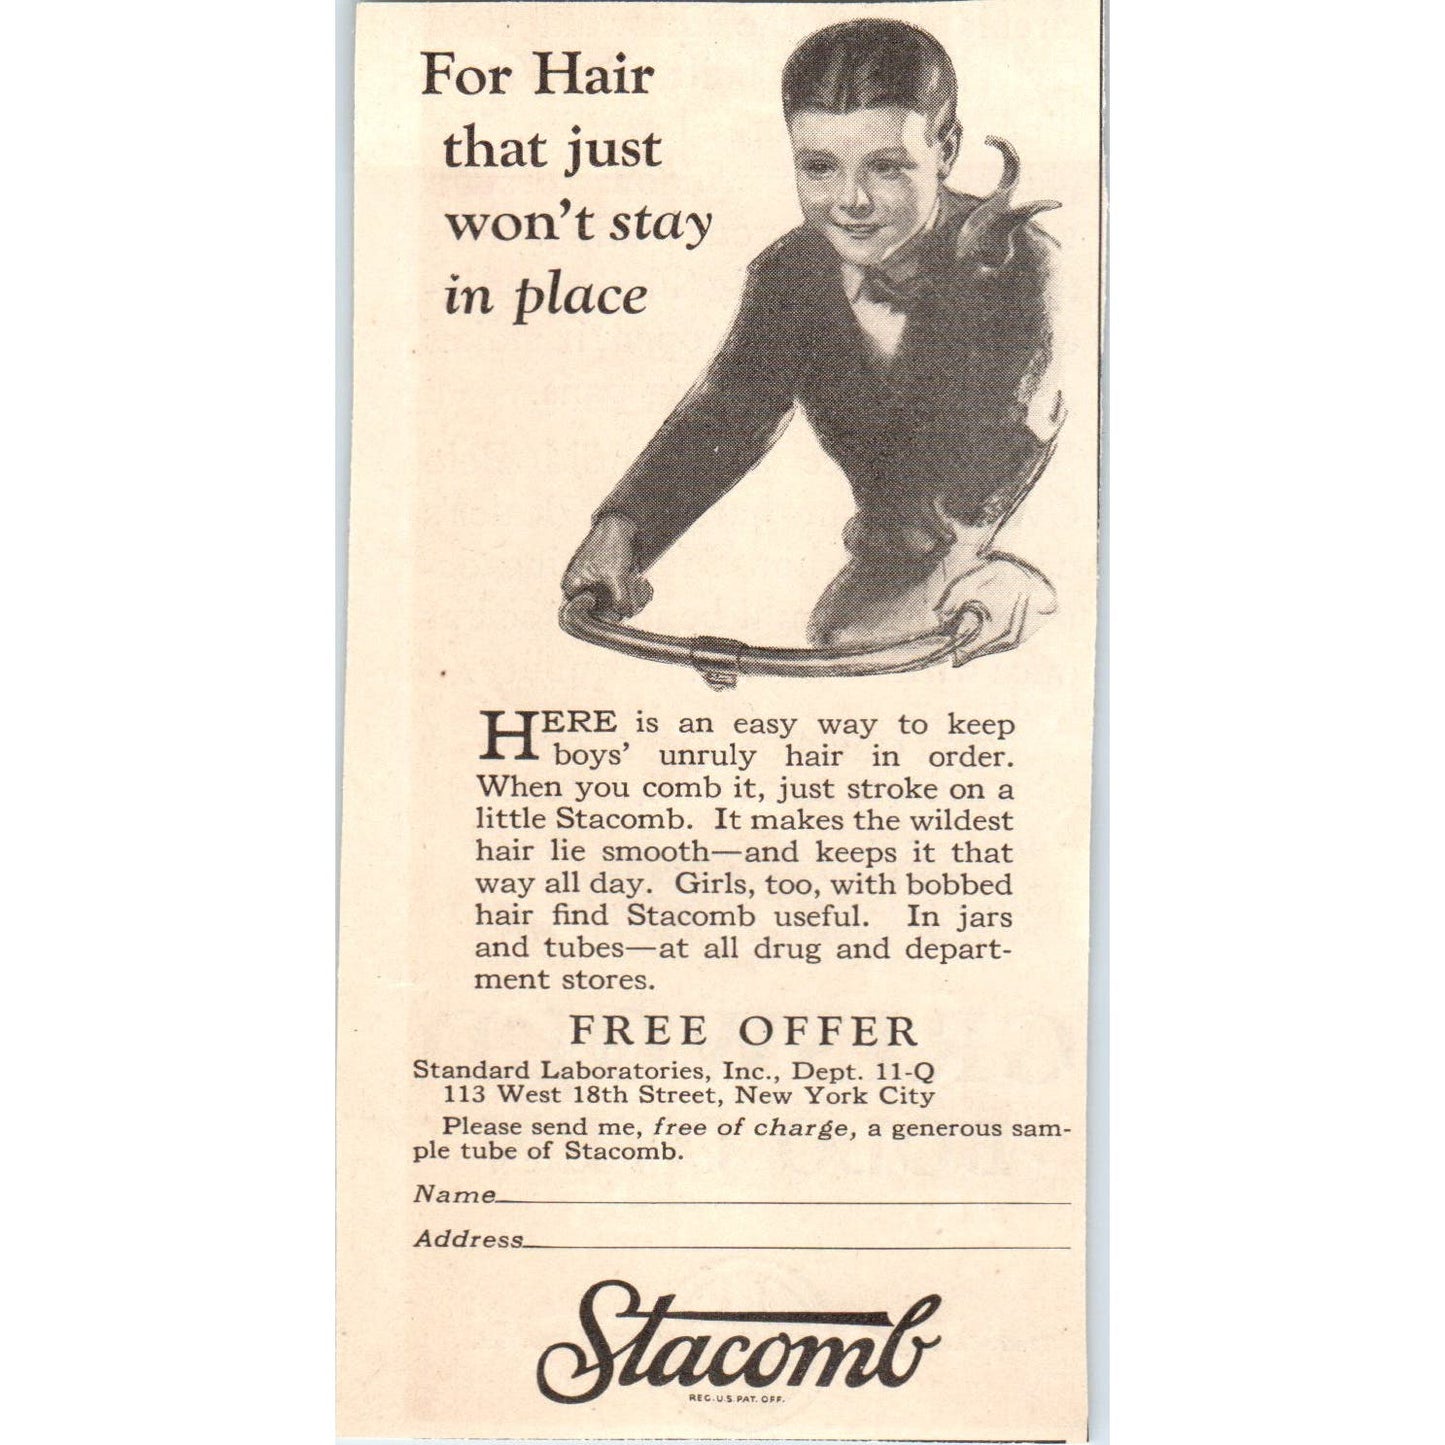 For Hair
that just
won't stay
in place
HERE is an easy way to keep
boys' unruly hair in order.
When you comb it, just stroke on a
little Stacomb. It makes the wildest
hair lie smooth—and keeps it that
way all day. Girls, too, with bobbed
hair find Stacomb useful. In jars
and tubes—at all drug and depart-
ment stores.
FREE OFFER
Standard Laboratories, Inc., Dept. 11-Q
113 West 18th Street, New York City
Please send me, free of charge, a generous sam-
ple tube of Stacomb.
Name
Address
Stacomb
REG. U.S. PAT. OFF.